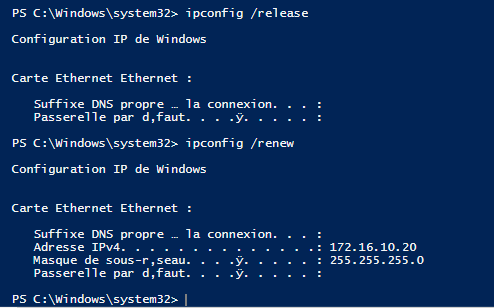 PS C:\Windows\system32> ipconfig /release
Configuration IP de Windows
Carte Ethernet Ethernet :
Suffixe DNS propre … la connexion. . . :
Passerelle par d‚faut. . . .ÿ. . . . . :
PS C:\Windows\system32> ipconfig /renew
Configuration IP de Windows
Carte Ethernet Ethernet :
Suffixe DNS propre … la connexion. . . :
Adresse IPv4. . . . . . . . . . . . . .: 172.16.10.20
Masque de sous-r‚seau. . . .ÿ. . . . . : 255.255.255.0
Passerelle par d‚faut. . . .ÿ. . . . . :
PS C:\Windows\system32>